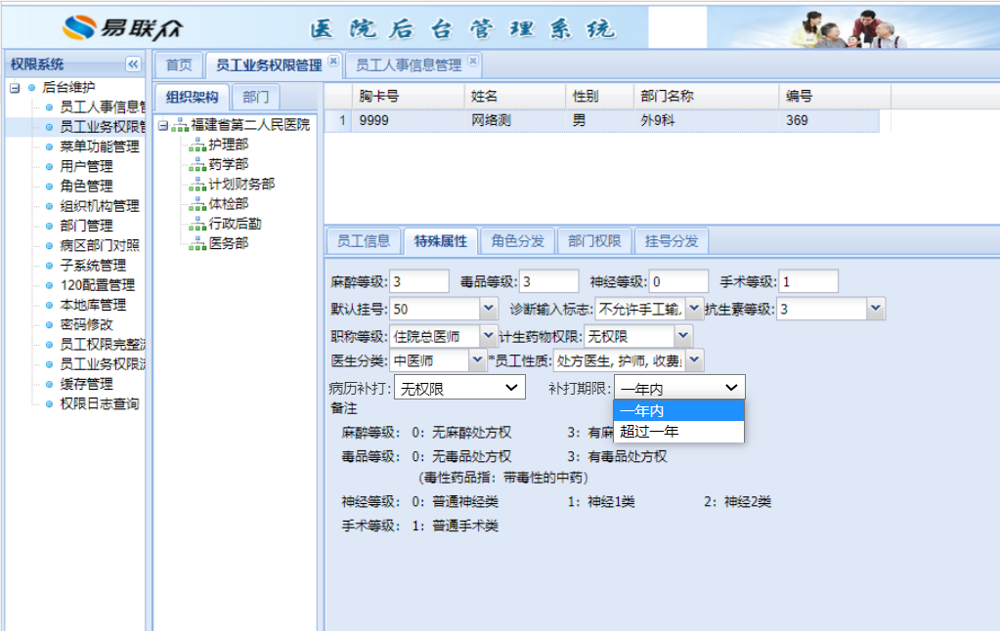 易联众 医院后台管理系统
权限系统
首页 员工业务权限管理 员工人事信息管理
后台维护
员工人事信息管
员工业务权限管
菜单功能管理
用户管理
角色管理
组织机构管理
部门管理
病区部门对照
子系统管理
120配置管理
本地库管理
密码修改
员工权限完整流
员工业务权限流
缓存管理
权限日志查询
组织架构 部门
福建省第二人民医院
护理部
药学部
计划财务部
体检部
行政后勤
医务部
胸卡号 姓名 性别 部门名称 编号
1 9999 网络测 男 外9科 369
员工信息 特殊属性 角色分发 部门权限 挂号分发
麻醉等级: 3 毒品等级: 3 神经等级: 0 手术等级: 1
默认挂号: 50 诊断输入标志: 不允许手工输, 抗生素等级: 3
职称等级: 住院总医师 计生药物权限: 无权限
医生分类: 中医师 *员工性质: 处方医生, 护师, 收费
病历补打: 无权限 补打期限: 一年内
一年内
超过一年
备注
麻醉等级: 0: 无麻醉处方权 3: 有麻
毒品等级: 0: 无毒品处方权 3: 有毒品处方权
(毒性药品指: 带毒性的中药)
神经等级: 0: 普通神经类 1: 神经1类 2: 神经2类
手术等级: 1: 普通手术类